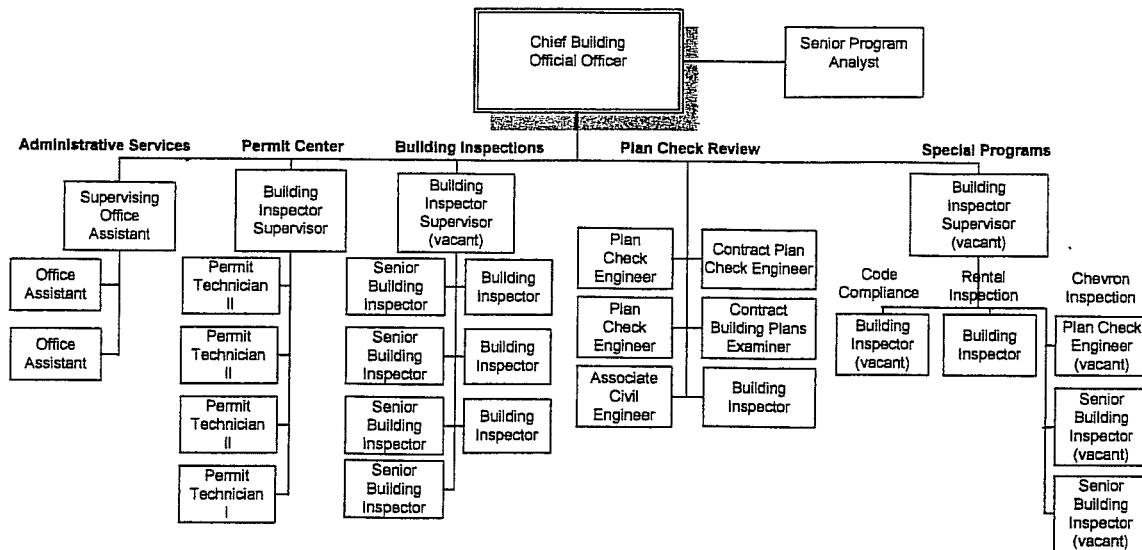 Chief Building
Official Officer
Senior Program
Analyst
Administrative Services
Permit Center
Building Inspections
Plan Check Review
Special Programs
Supervising
Office
Assistant
Office
Assistant
Office
Assistant
Building
Inspector
Supervisor
Permit
Technician
II
Permit
Technician
II
Permit
Technician
II
Permit
Technician
I
Building
Inspector
Supervisor
(vacant)
Senior
Building
Inspector
Building
Inspector
Senior
Building
Inspector
Building
Inspector
Senior
Building
Inspector
Building
Inspector
Senior
Building
Inspector
Plan
Check
Engineer
Contract Plan
Check Engineer
Plan
Check
Engineer
Contract
Building Plans
Examiner
Associate
Civil
Engineer
Building
Inspector
Building
Inspector
Supervisor
(vacant)
Code
Compliance
Building
Inspector
(vacant)
Rental
Inspection
Building
Inspector
Chevron
Inspection
Plan Check
Engineer
(vacant)
Senior
Building
Inspector
(vacant)
Senior
Building
Inspector
(vacant)